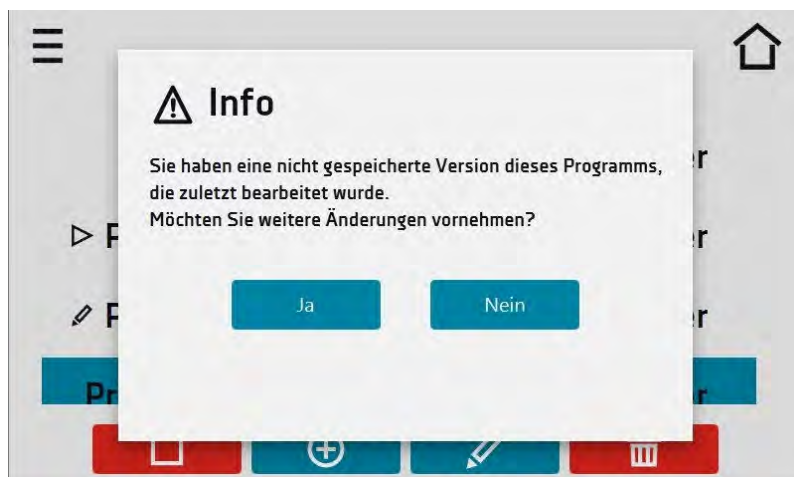 Info
Sie haben eine nicht gespeicherte Version dieses Programms,
die zuletzt bearbeitet wurde.
Möchten Sie weitere Änderungen vornehmen?
Ja Nein